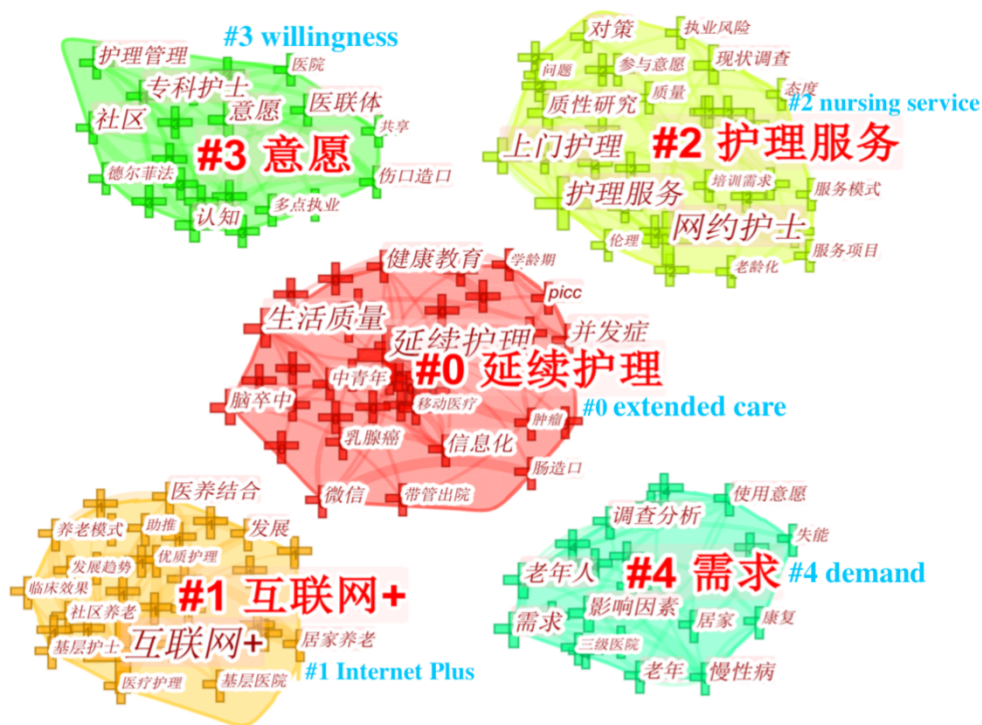 #3 willingness
护理管理
医院
专科护士
意愿
医联体
社区
共享
#3 意愿
德尔菲法
伤口造口
认知
多点执业
对策
执业风险
问题
参与意愿
现状调查
质性研究
质量
态度
#2 nursing service
上门护理
#2 护理服务
护理服务
培训需求
服务模式
网约护士
伦理
服务项目
老龄化
健康教育
学龄期
picc
生活质量
延续护理
并发症
中青年
#0 延续护理
脑卒中
移动医疗
#0 extended care
乳腺癌
信息化
肿瘤
肠造口
微信
带管出院
医养结合
养老模式
助推
发展
发展趋势
优质护理
临床效果
#1 互联网+
社区养老
互联网+
基层护士
居家养老
#1 Internet Plus
医疗护理
基层医院
使用意愿
调查分析
失能
老年人
#4 需求
#4 demand
影响因素
需求
居家
康复
三级医院
老年
慢性病